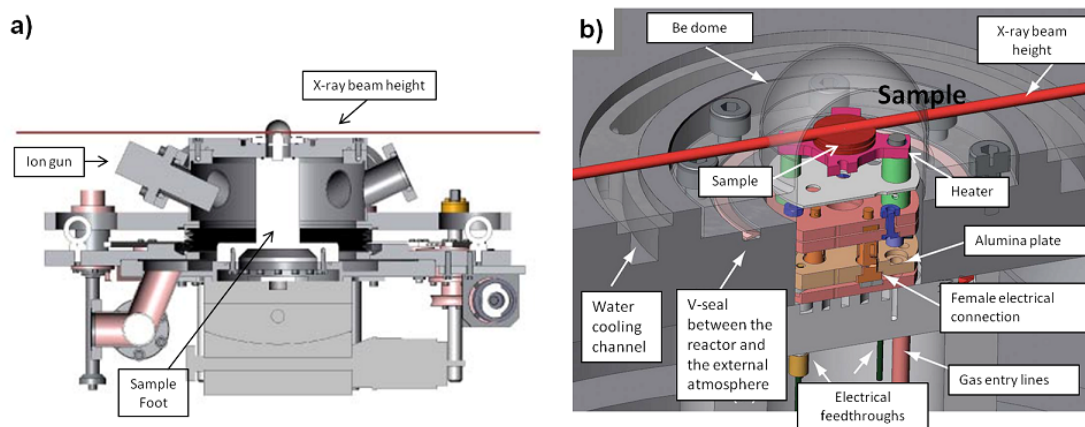 a)
X-ray beam height
Ion gun
Sample
Foot
b)
Be dome
X-ray beam
height
Sample
Sample
Heater
Alumina plate
Female electrical
connection
Gas entry lines
Water
cooling
channel
V-seal
between the
reactor and
the external
atmosphere
Electrical
feedthroughs